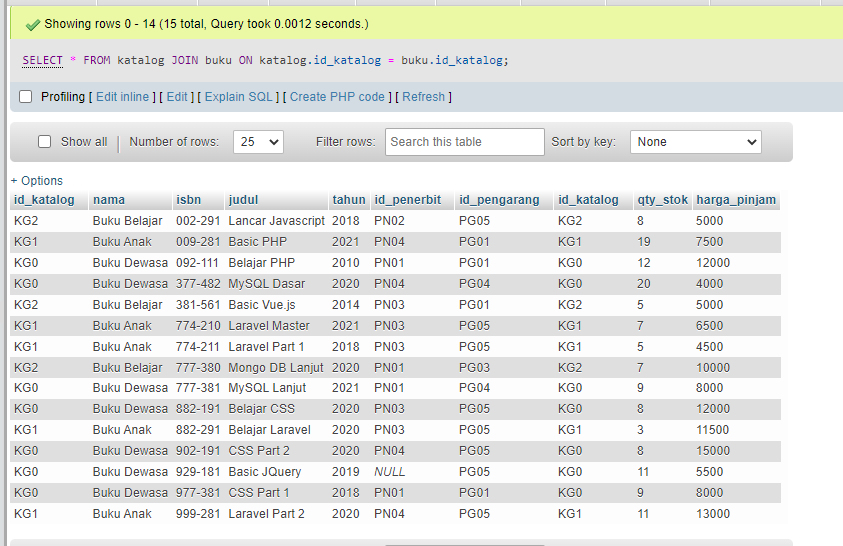 Showing rows 0 - 14 (15 total, Query took 0.0012 seconds.)
SELECT * FROM katalog JOIN buku ON katalog.id_katalog = buku.id_katalog;
Profiling [ Edit inline ] [ Edit ] [ Explain SQL ] [ Create PHP code ] [ Refresh ]
Show all | Number of rows: 25 Filter rows: Search this table Sort by key: None
+ Options
id_katalog nama isbn judul tahun id_penerbit id_pengarang id_katalog qty_stok harga_pinjam
KG2 Buku Belajar 002-291 Lancar Javascript 2018 PN02 PG05 KG2 8 5000
KG1 Buku Anak 009-281 Basic PHP 2021 PN04 PG01 KG1 19 7500
KG0 Buku Dewasa 092-111 Belajar PHP 2010 PN01 PG01 KG0 12 12000
KG0 Buku Dewasa 377-482 MySQL Dasar 2020 PN04 PG04 KG0 20 4000
KG2 Buku Belajar 381-561 Basic Vue.js 2014 PN03 PG01 KG2 5 5000
KG1 Buku Anak 774-210 Laravel Master 2021 PN03 PG05 KG1 7 6500
KG1 Buku Anak 774-211 Laravel Part 1 2018 PN03 PG05 KG1 5 4500
KG2 Buku Belajar 777-380 Mongo DB Lanjut 2020 PN01 PG03 KG2 7 10000
KG0 Buku Dewasa 777-381 MySQL Lanjut 2021 PN01 PG04 KG0 9 8000
KG0 Buku Dewasa 882-191 Belajar CSS 2020 PN03 PG05 KG0 8 12000
KG1 Buku Anak 882-291 Belajar Laravel 2020 PN03 PG05 KG1 3 11500
KG0 Buku Dewasa 902-191 CSS Part 2 2020 PN04 PG05 KG0 8 15000
KG0 Buku Dewasa 929-181 Basic JQuery 2019 NULL PG05 KG0 11 5500
KG0 Buku Dewasa 977-381 CSS Part 1 2018 PN01 PG01 KG0 9 8000
KG1 Buku Anak 999-281 Laravel Part 2 2020 PN04 PG05 KG1 11 13000